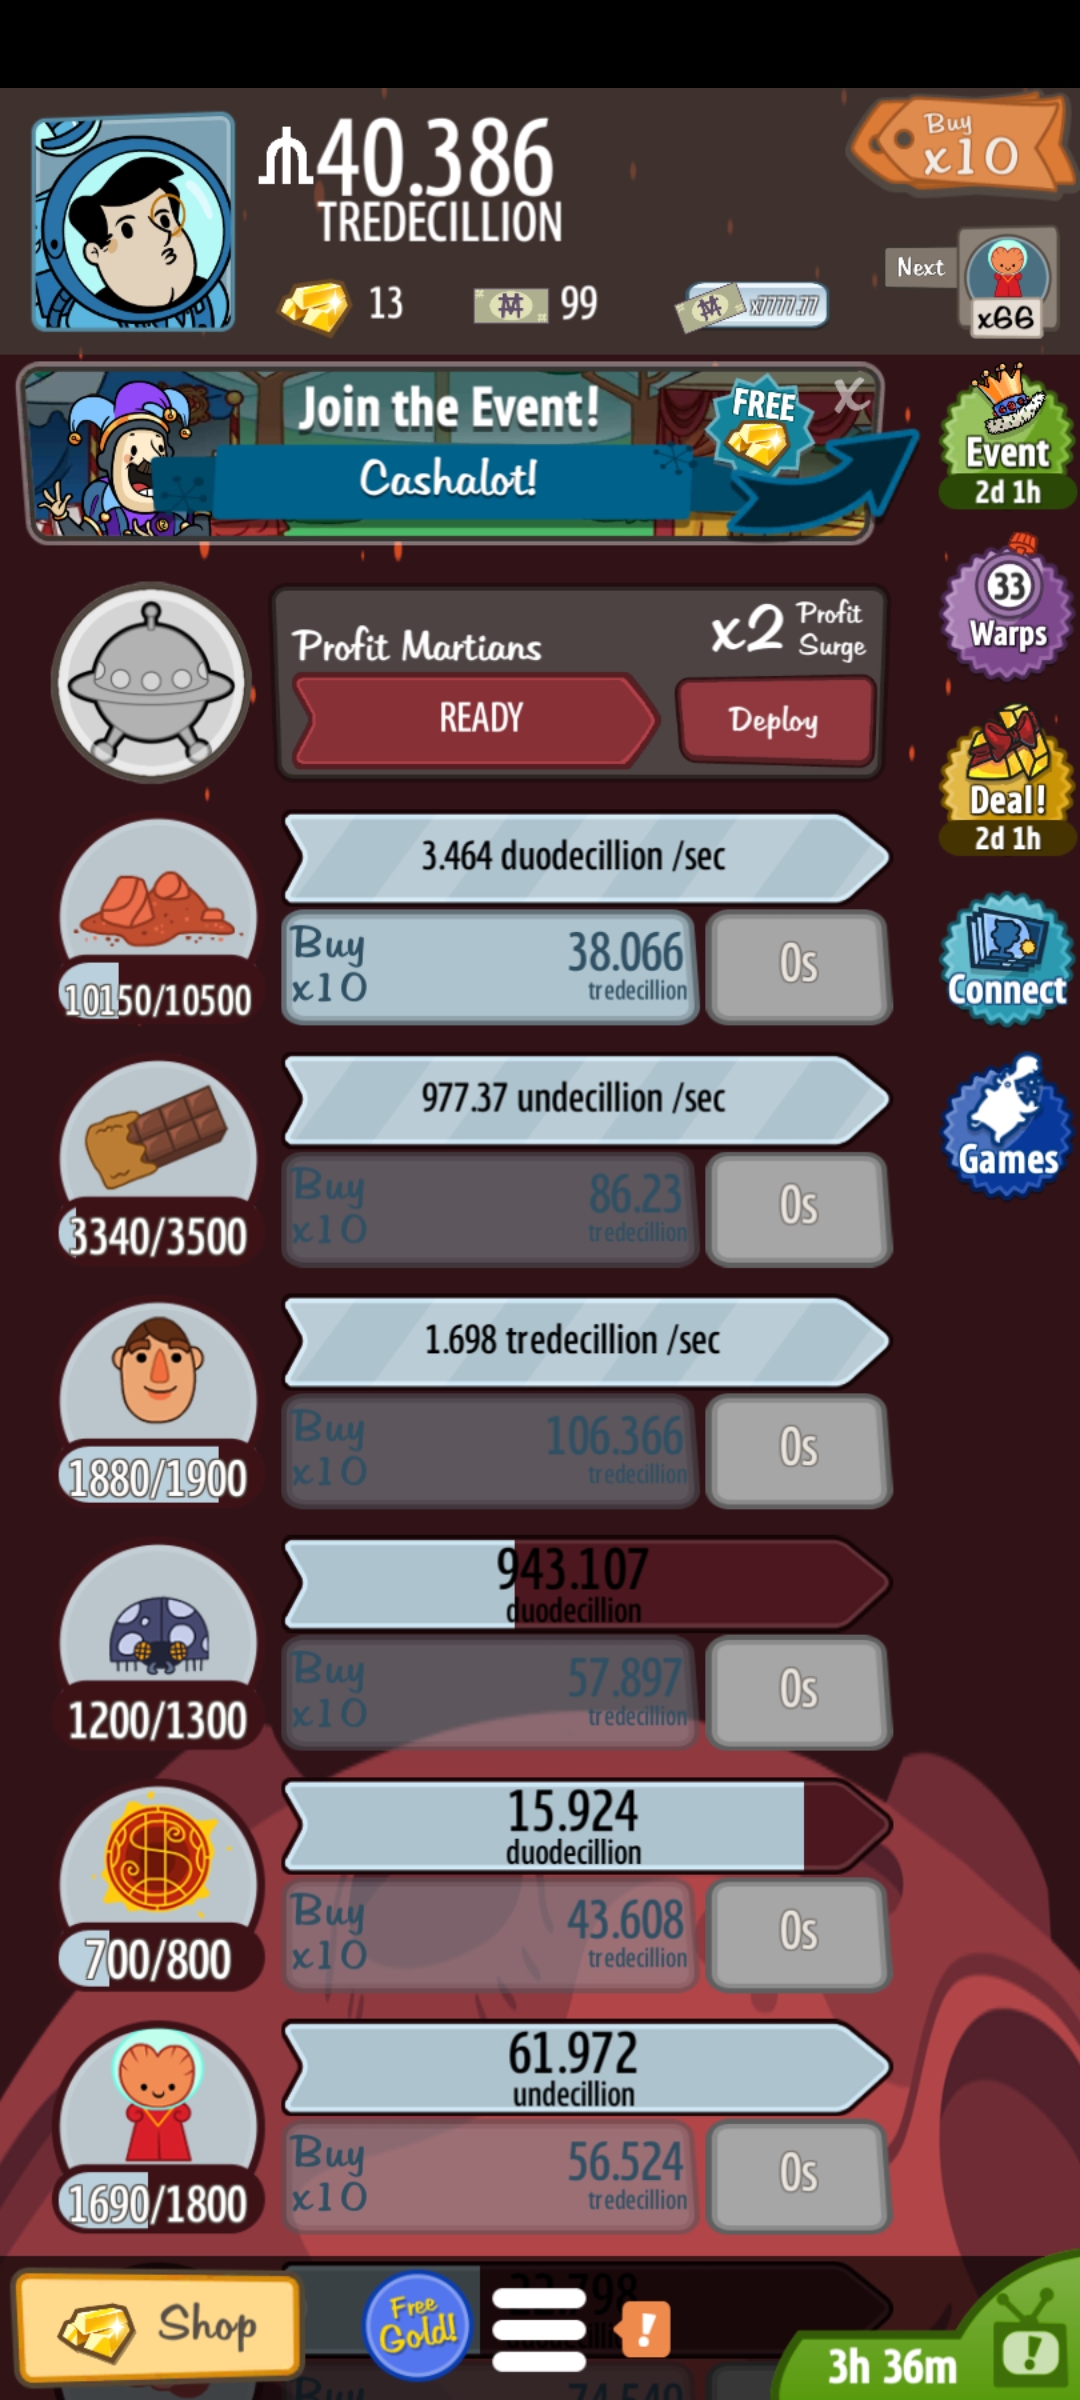 ₼40.386
TREDECILLION
Buy
x10
13
99
x7777.77
Next
x66
Join the Event!
FREE
X
Cashalot!
Event
2d 1h
33
Warps
Profit Martians
x2 Profit
Surge
READY
Deploy
Deal!
2d 1h
3.464 duodecillion /sec
Buy
x10
38.066
tredecillion
0s
10150/10500
Connect
977.37 undecillion /sec
Buy
x10
86.23
tredecillion
0s
3340/3500
Games
1.698 tredecillion /sec
Buy
x10
106.366
tredecillion
0s
1880/1900
943.107
duodecillion
Buy
x10
57.897
tredecillion
0s
1200/1300
15.924
duodecillion
Buy
x10
43.608
tredecillion
0s
700/800
61.972
undecillion
Buy
x10
56.524
tredecillion
0s
1690/1800
22.798
Shop
Free
Gold!
!
3h 36m
!
Buy
74.549